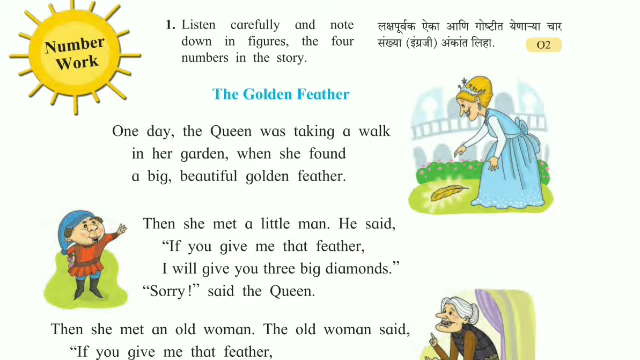 Number
Work
1. Listen carefully and note
down in figures, the four
numbers in the story.
लक्षपूर्वक ऐका आणि गोष्टीत येणाऱ्या चार
संख्या (इंग्रजी) अंकांत लिहा.
O2
The Golden Feather
One day, the Queen was taking a walk
in her garden, when she found
a big, beautiful golden feather.
Then she met a little man. He said,
“If you give me that feather,
I will give you three big diamonds.”
“Sorry!” said the Queen.
Then she met an old woman. The old woman said,
“If you give me that feather,